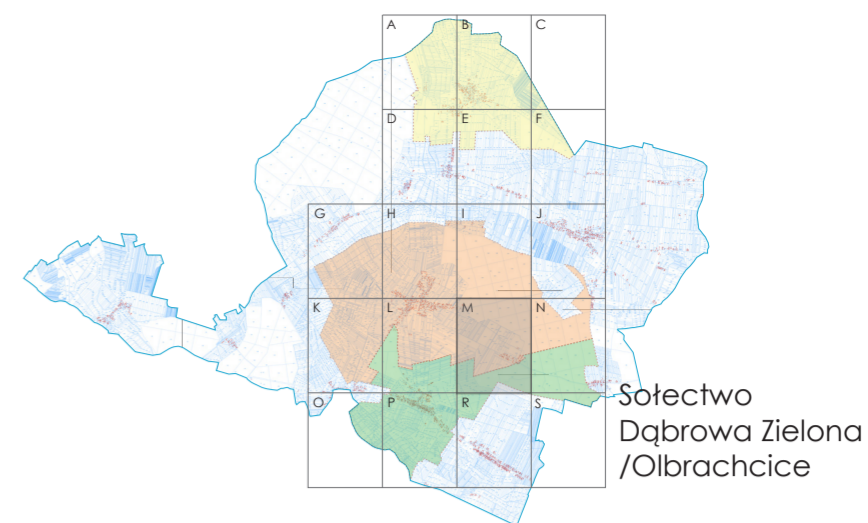 A B C
D E F
G H I J
K L M N
O P R S
Sołectwo
Dąbrowa Zielona
/Olbrachcice